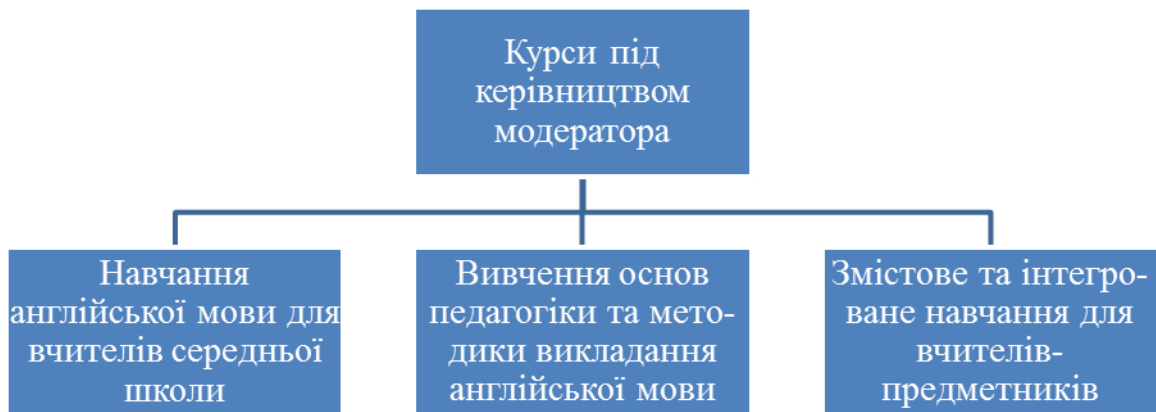 Курси під
керівництвом
модератора
Навчання
англійської мови для
вчителів середньої
школи
Вивчення основ
педагогіки та мето-
дики викладання
англійської мови
Змістове та інтегро-
ване навчання для
вчителів-
предметників